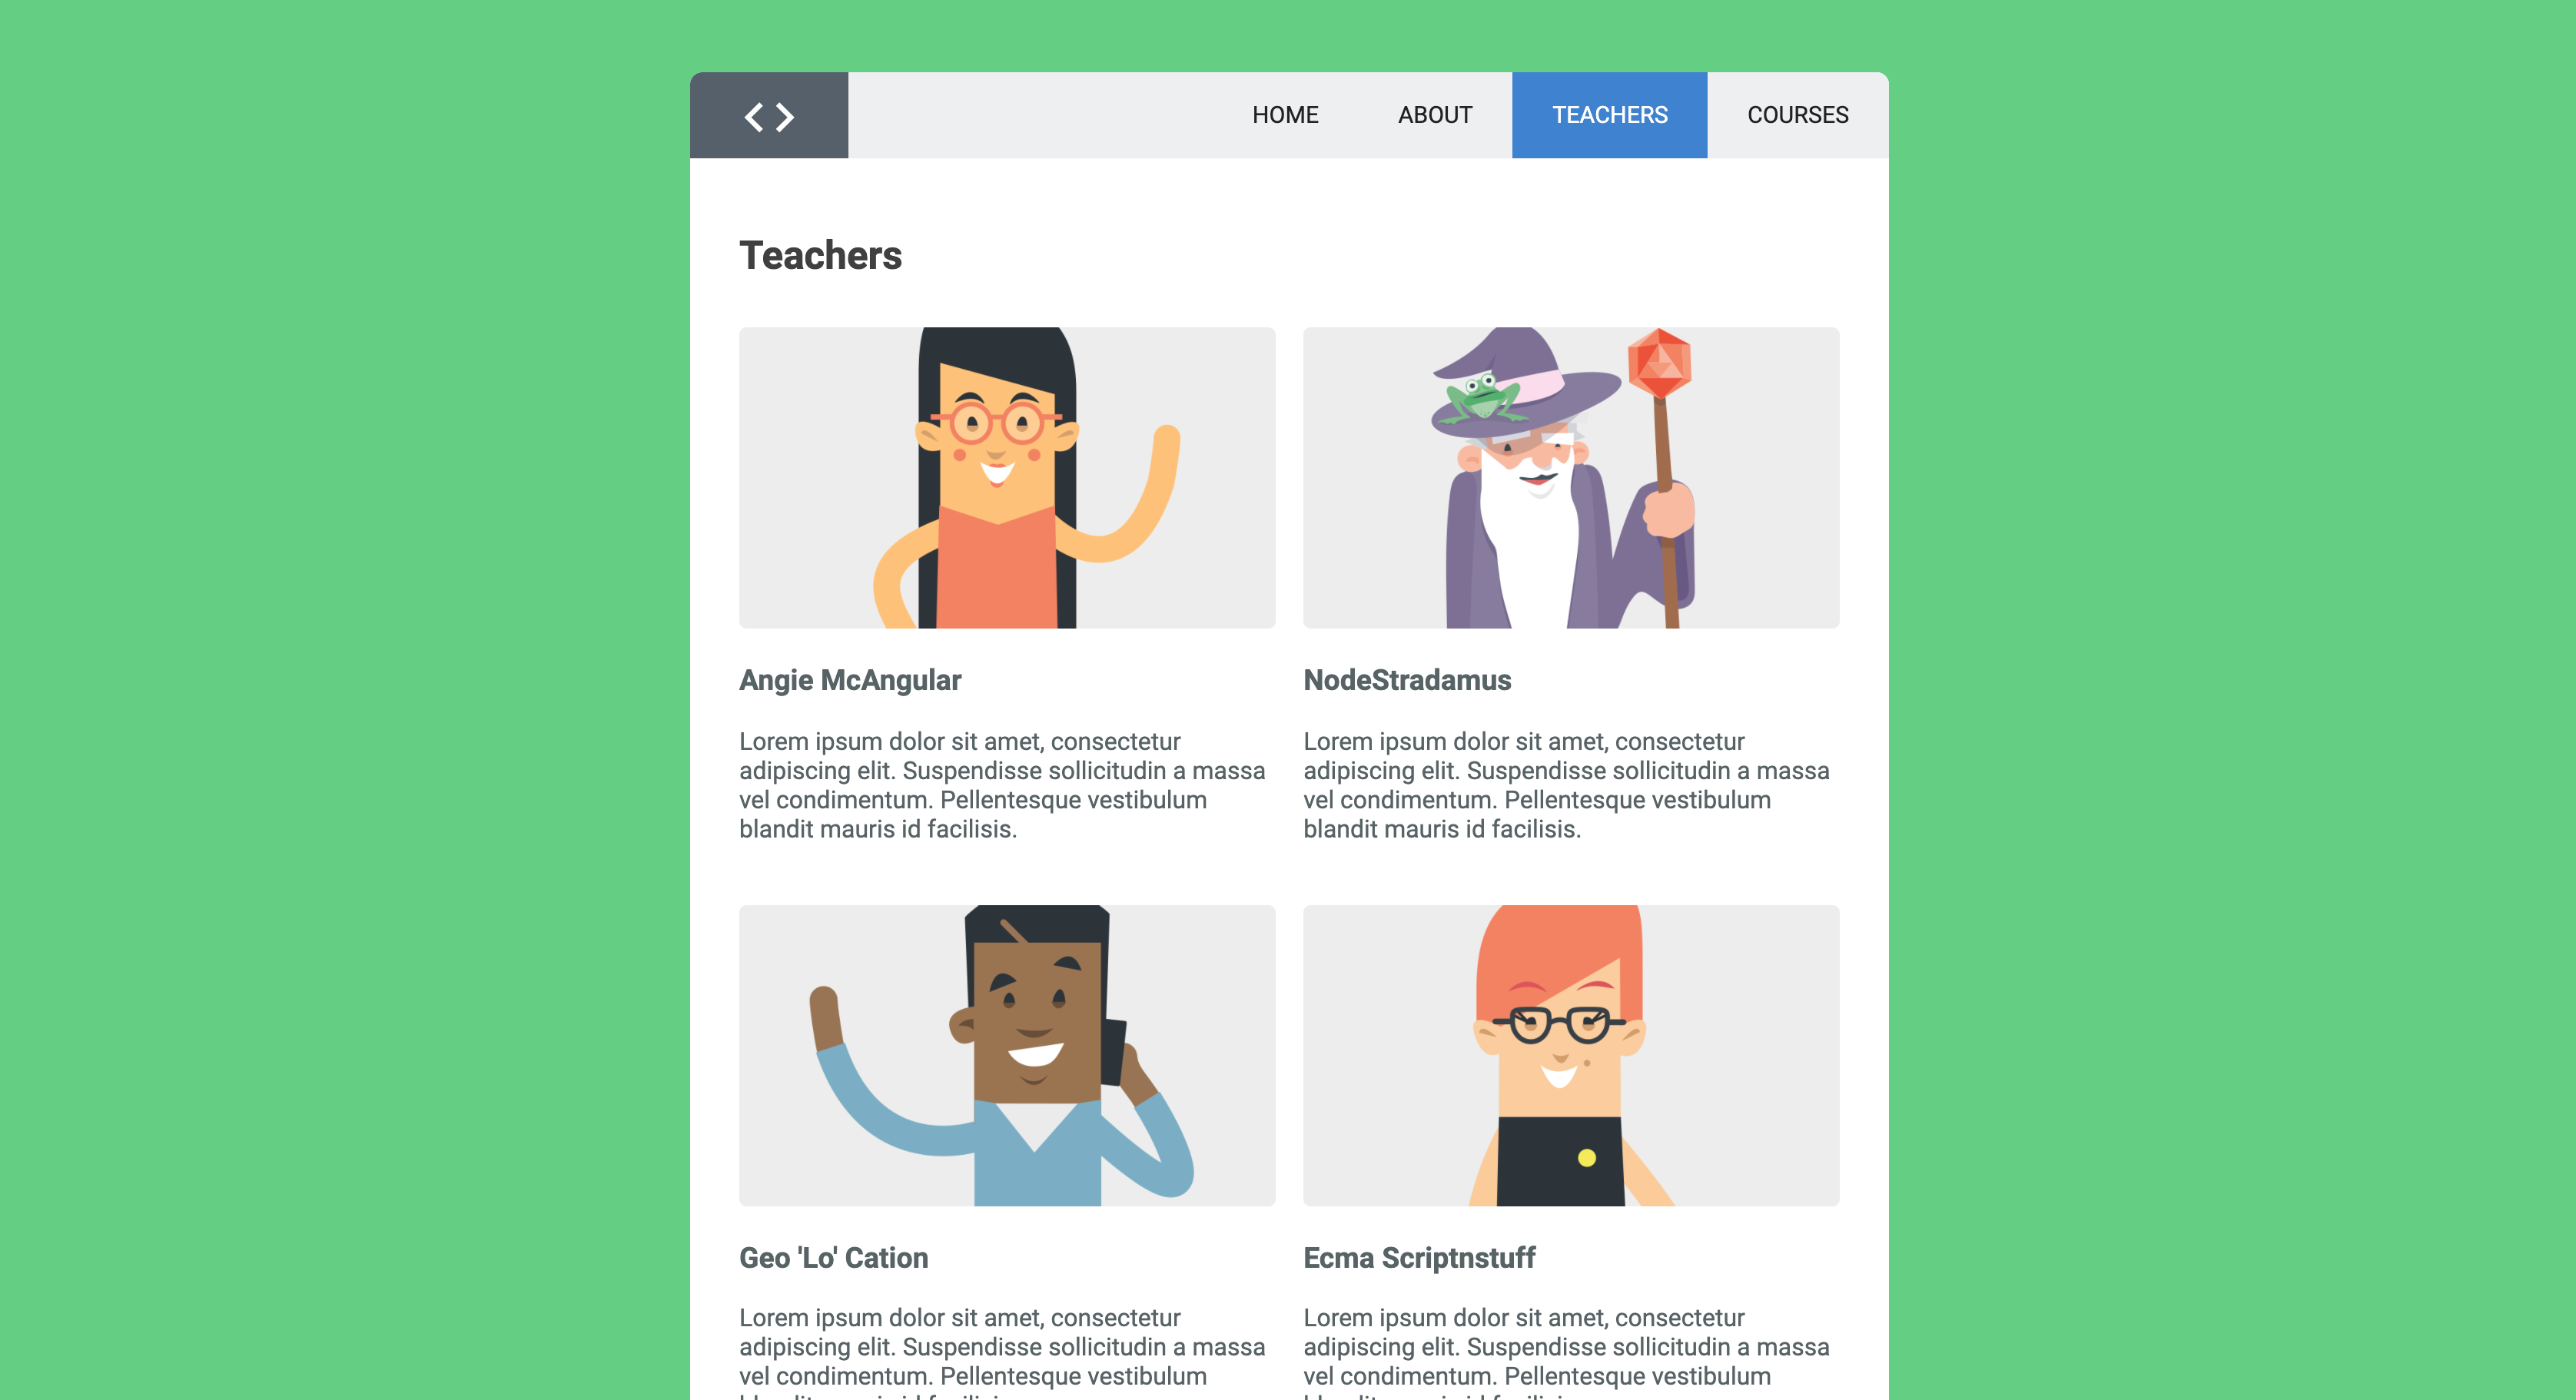 HOME ABOUT TEACHERS COURSES
Teachers
Angie McAngular
Lorem ipsum dolor sit amet, consectetur
adipiscing elit. Suspendisse sollicitudin a massa
vel condimentum. Pellentesque vestibulum
blandit mauris id facilisis.
NodeStradamus
Lorem ipsum dolor sit amet, consectetur
adipiscing elit. Suspendisse sollicitudin a massa
vel condimentum. Pellentesque vestibulum
blandit mauris id facilisis.
Geo 'Lo' Cation
Lorem ipsum dolor sit amet, consectetur
adipiscing elit. Suspendisse sollicitudin a massa
vel condimentum. Pellentesque vestibulum
Ecma Scriptnstuff
Lorem ipsum dolor sit amet, consectetur
adipiscing elit. Suspendisse sollicitudin a massa
vel condimentum. Pellentesque vestibulum